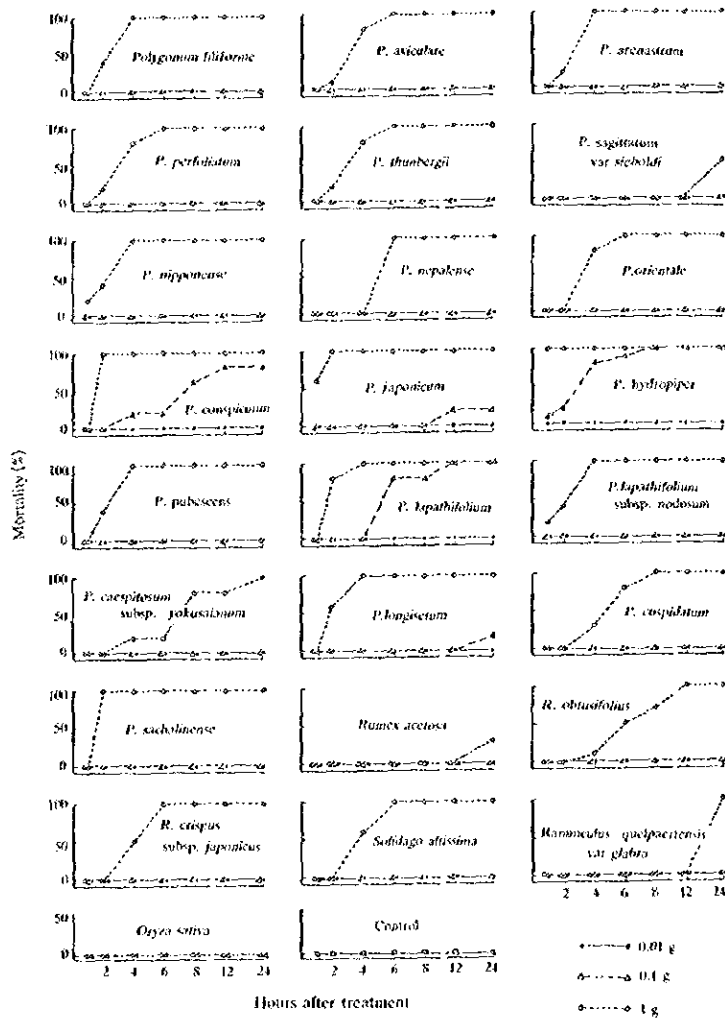 100
50
0
Polygonum filiforme
P. aviculare
P. arenastrum
100
50
0
P. perfoliatum
P. thunbergii
P. sagittatum
var sieboldi
100
50
0
P. nipponense
P. nepalense
P.orientale
100
50
0
P. conspicuum
P. japonicum
P. hydropiper
Mortality (%)
100
50
0
P. pubescens
P. lapathifolium
P.lapathifolium
subsp. nodosum
100
50
0
P. caespitosum
subsp. yokusaianum
P.longisetum
P. cuspidatum
100
50
0
P. sachalinense
Rumex acetosa
R. obtusifolius
100
50
0
R. crispus
subsp. japonicus
Solidago altissima
Ranunculus quelpaertensis
var glabra
2 4 6 8 12 24
50
0
Oryza sativa
Control
2 4 6 8 12 24
2 4 6 8 12 24
Hours after treatment
0.01 g
0.1 g
1 g